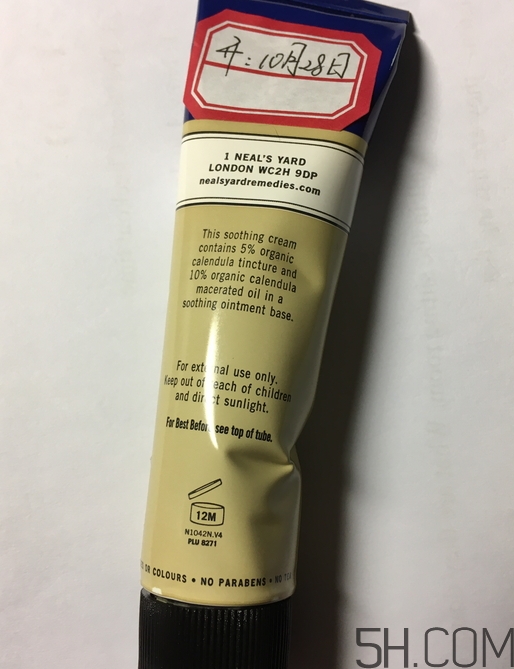 开:10月28日
1 NEAL'S YARD
LONDON WC2H 9DP
nealsyardremedies.com
This soothing cream
contains 5% organic
calendula tincture and
10% organic calendula
macerated oil in a
soothing ointment base.
For external use only.
Keep out of reach of children
and direct sunlight.
For Best Before see top of tube.
12M
N1042N.V4
PLU 8271
OR COLOURS • NO PARABENS • NO
5H.COM